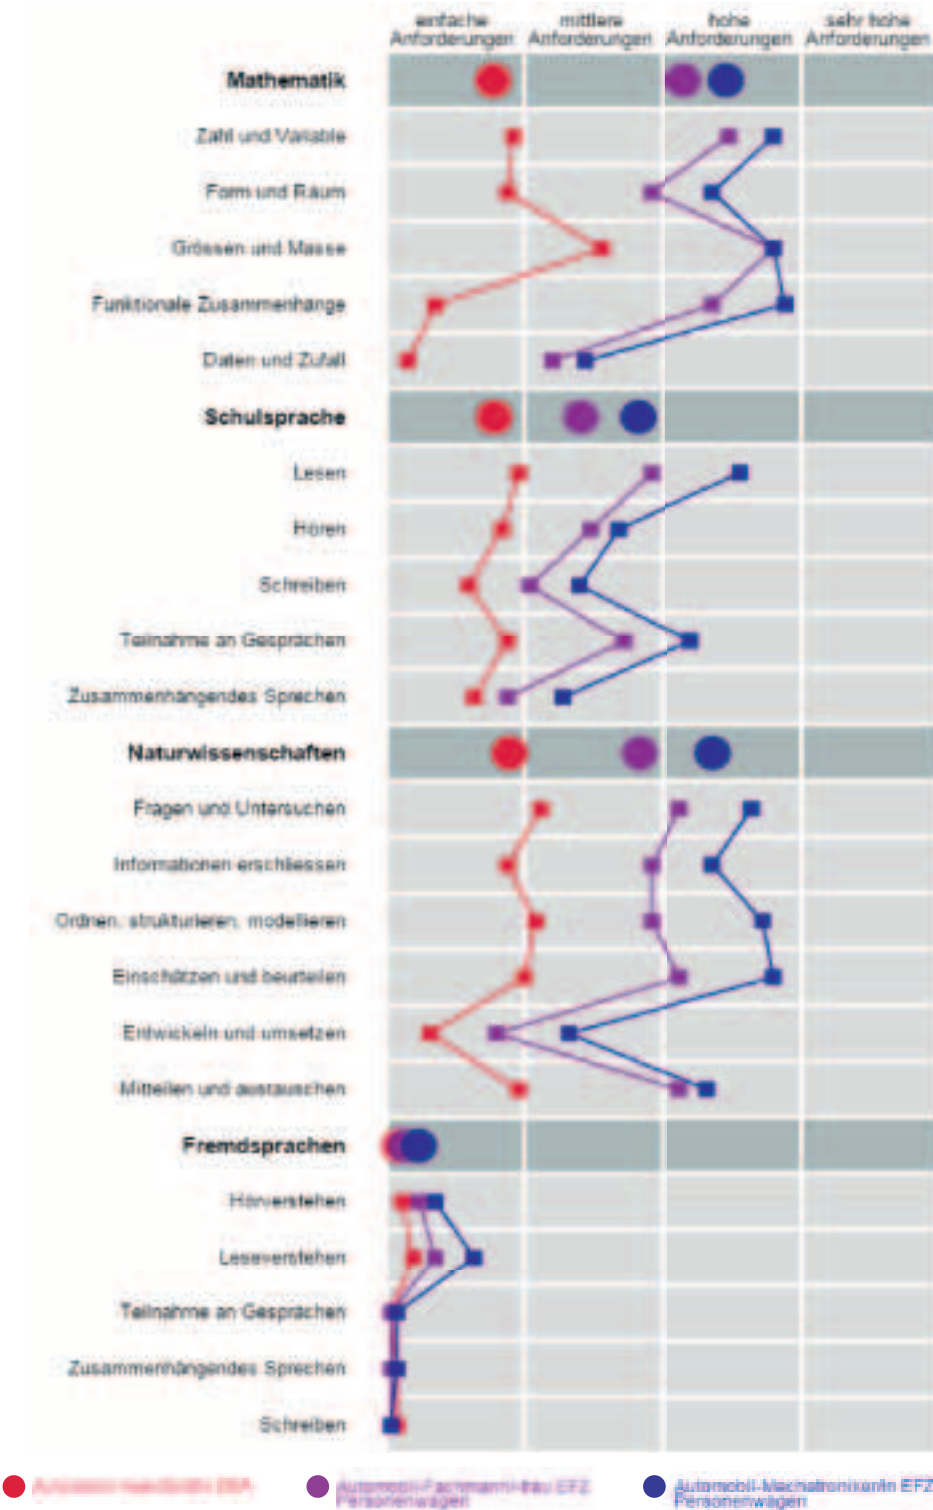 einfache
Anforderungen
mittlere
Anforderungen
hohe
Anforderungen
sehr hohe
Anforderungen
Mathematik
Zahl und Variable
Form und Raum
Grössen und Masse
Funktionale Zusammenhänge
Daten und Zufall
Schulsprache
Lesen
Hören
Schreiben
Teilnahme an Gesprächen
Zusammenhängendes Sprechen
Naturwissenschaften
Fragen und Untersuchen
Informationen erschliessen
Ordnen, strukturieren, modellieren
Einschätzen und beurteilen
Entwickeln und umsetzen
Mitteilen und austauschen
Fremdsprachen
Hörverstehen
Leseverstehen
Teilnahme an Gesprächen
Zusammenhängendes Sprechen
Schreiben
Automobil-Fachmann/-frau EFZ
Personenwagen
Automobil-Mechatroniker/in EFZ
Personenwagen